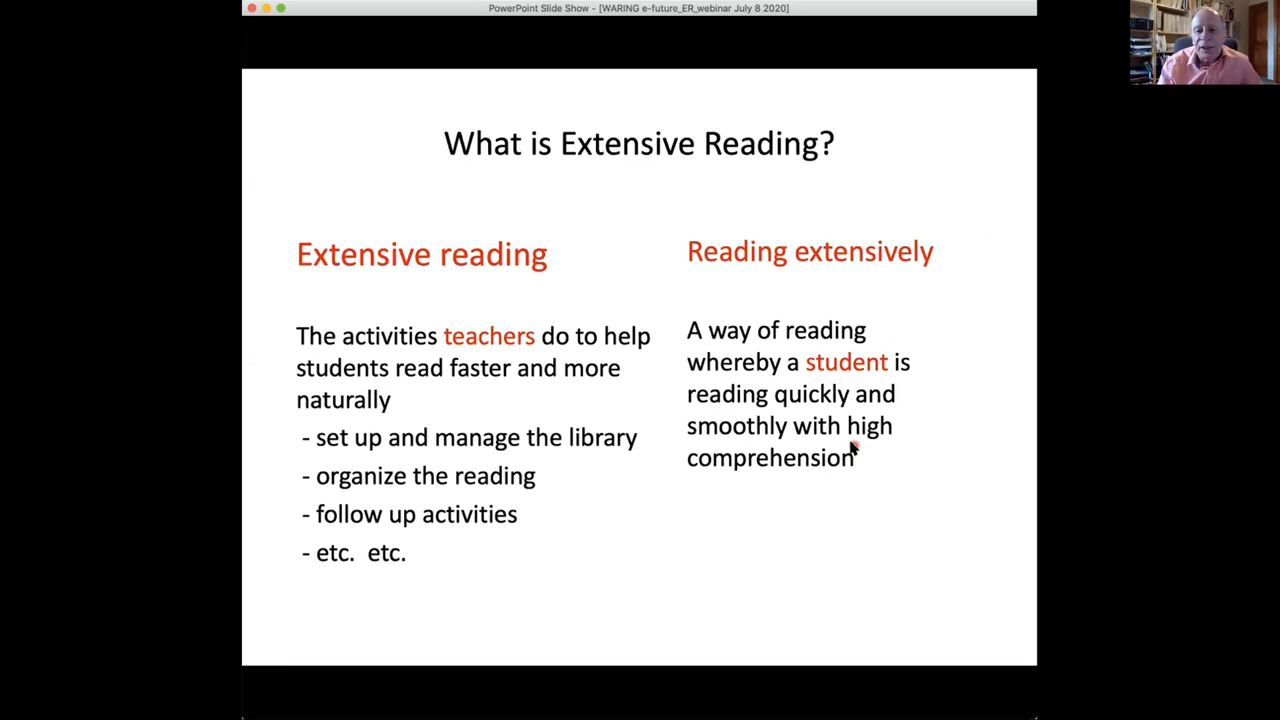 PowerPoint Slide Show - [WARING e-future_ER_webinar July 8 2020]
What is Extensive Reading?
Extensive reading
The activities teachers do to help
students read faster and more
naturally
- set up and manage the library
- organize the reading
- follow up activities
- etc.  etc.
Reading extensively
A way of reading
whereby a student is
reading quickly and
smoothly with high
comprehension